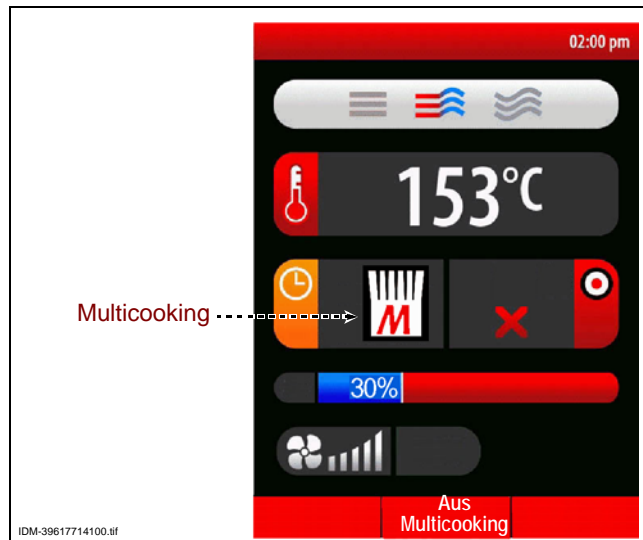 02:00 pm
153°C
Multicooking
M
30%
Aus
Multicooking
IDM-39617714100.tif